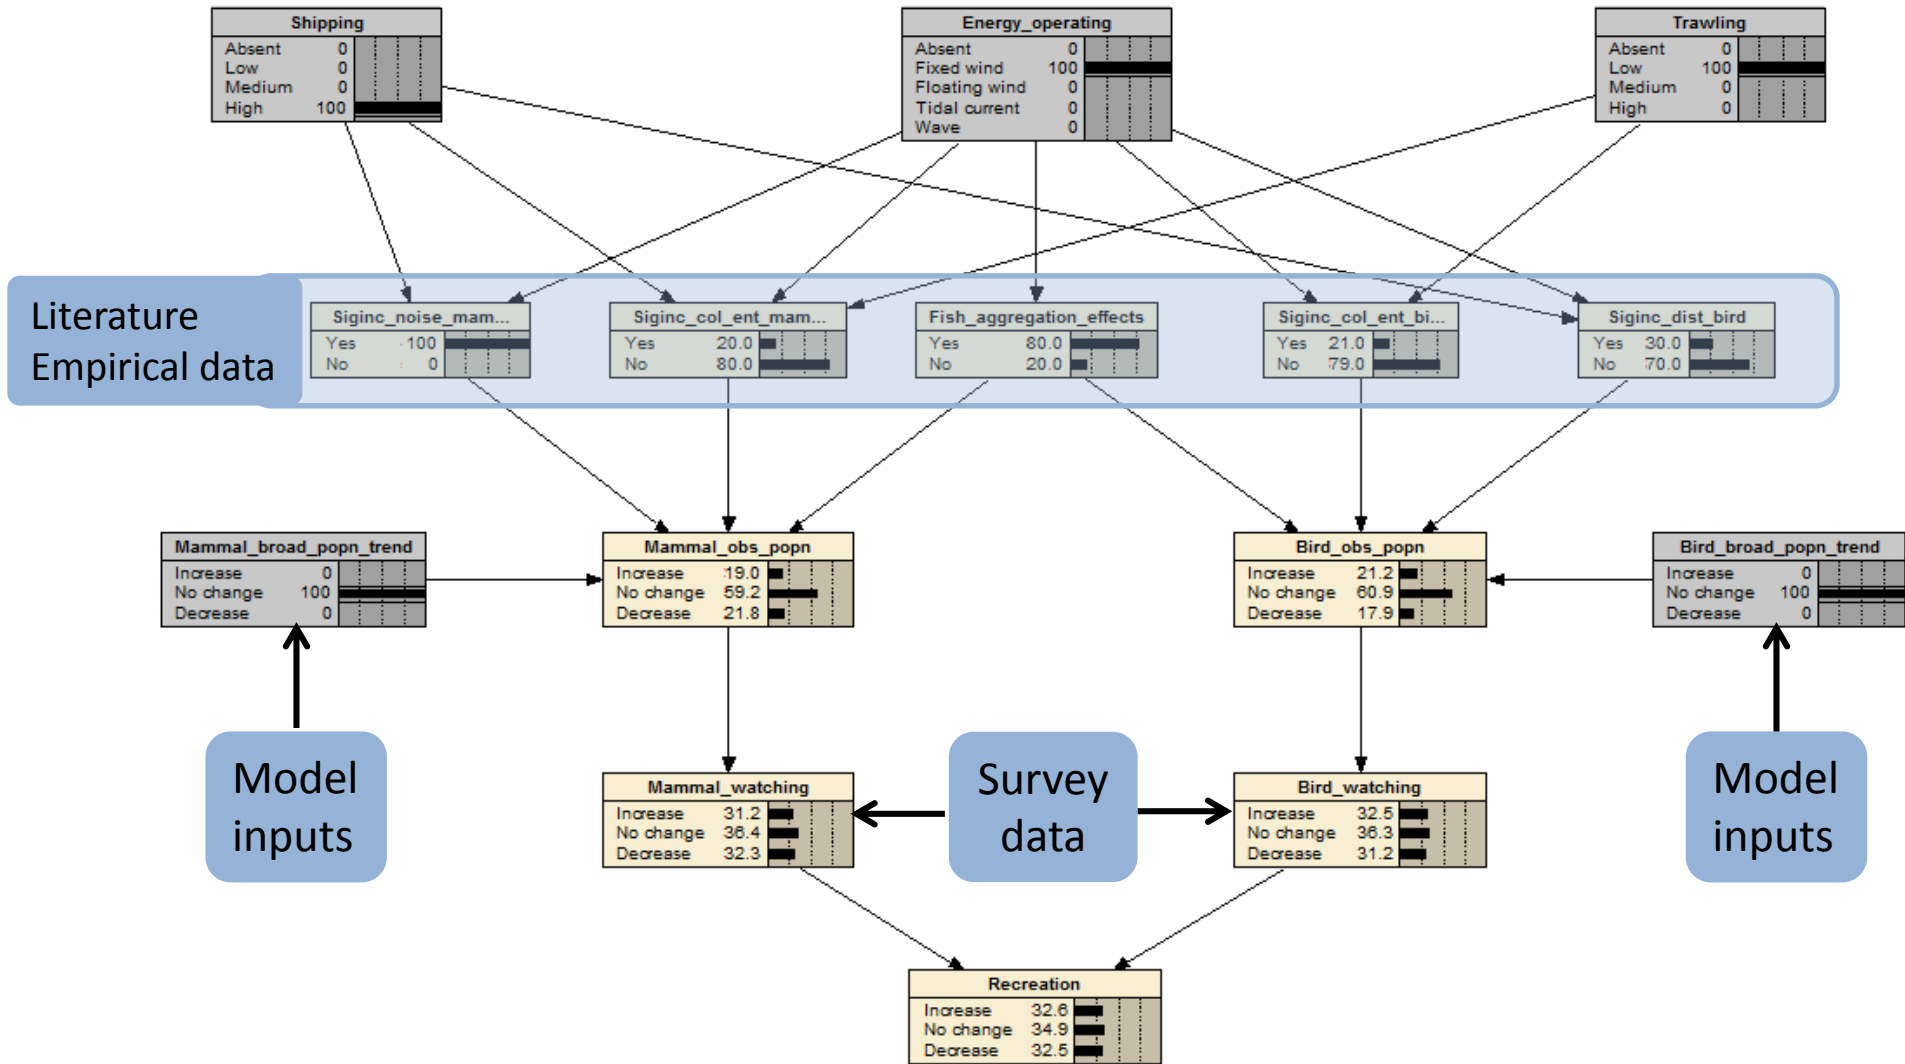 Shipping
Absent 0
Low 0
Medium 0
High 100
Energy_operating
Absent 0
Fixed wind 100
Floating wind 0
Tidal current 0
Wave 0
Trawling
Absent 0
Low 100
Medium 0
High 0
Literature
Empirical data
Siginc_noise_mam...
Yes 100
No 0
Siginc_col_ent_mam...
Yes 20.0
No 80.0
Fish_aggregation_effects
Yes 80.0
No 20.0
Siginc_col_ent_bi...
Yes 21.0
No 79.0
Siginc_dist_bird
Yes 30.0
No 70.0
Mammal_broad_popn_trend
Increase 0
No change 100
Decrease 0
Mammal_obs_popn
Increase 19.0
No change 59.2
Decrease 21.8
Bird_obs_popn
Increase 21.2
No change 60.9
Decrease 17.9
Bird_broad_popn_trend
Increase 0
No change 100
Decrease 0
Model
inputs
Mammal_watching
Increase 31.2
No change 36.4
Decrease 32.3
Survey
data
Bird_watching
Increase 32.5
No change 36.3
Decrease 31.2
Model
inputs
Recreation
Increase 32.6
No change 34.9
Decrease 32.5